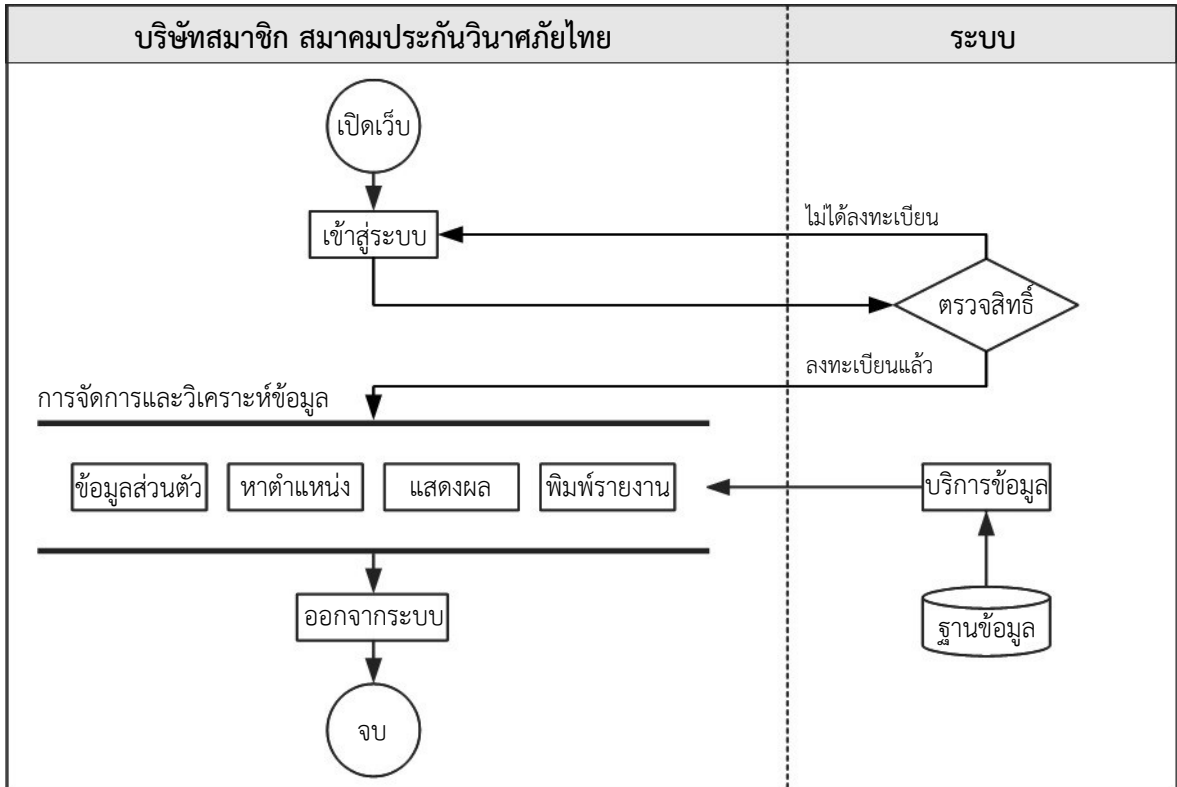 บริษัทสมาชิก สมาคมประกันวินาศภัยไทย
ระบบ
เปิดเว็บ
ไม่ได้ลงทะเบียน
เข้าสู่ระบบ
ตรวจสิทธิ์
ลงทะเบียนแล้ว
การจัดการและวิเคราะห์ข้อมูล
ข้อมูลส่วนตัว
หาตำแหน่ง
แสดงผล
พิมพ์รายงาน
บริการข้อมูล
ออกจากระบบ
ฐานข้อมูล
จบ